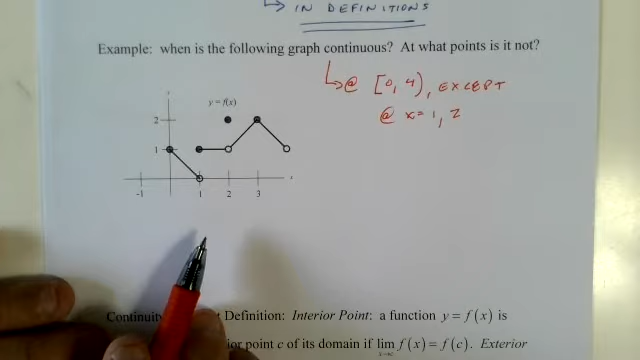 ↳ IN DEFINITIONS
Example: when is the following graph continuous? At what points is it not?
↳@ [0, 4), EXCEPT
@ x = 1, 2
y = f(x)
2
1
-1 1 2 3
Continuity Definition: Interior Point: a function y = f(x) is
ior point c of its domain if lim f(x) = f(c). Exterior